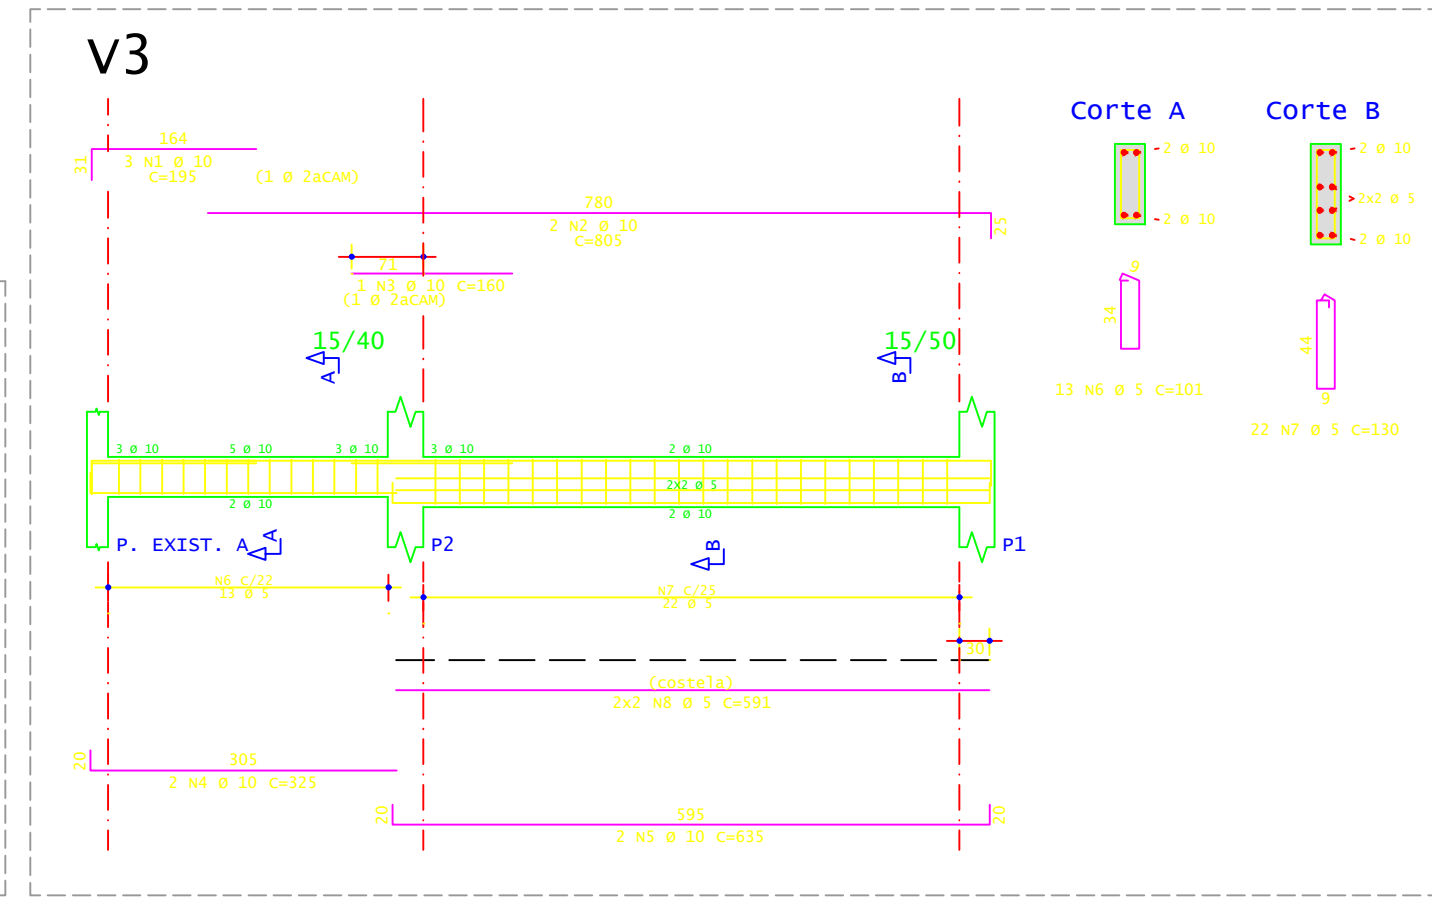 V3
164
31
3 N1 Ø 10
C=195
(1 Ø 2aCAM)
780
2 N2 Ø 10
C=805
25
71
1 N3 Ø 10 C=160
(1 Ø 2aCAM)
15/40
A
15/50
B
3 Ø 10
5 Ø 10
3 Ø 10
3 Ø 10
2 Ø 10
2x2 Ø 5
2 Ø 10
2 Ø 10
P. EXIST. A
A
P2
B
P1
N6 C/22
13 Ø 5
N7 C/25
22 Ø 5
30
(costela)
2x2 N8 Ø 5 C=591
20
305
2 N4 Ø 10 C=325
20
595
20
2 N5 Ø 10 C=635
Corte A
2 Ø 10
2 Ø 10
9
34
13 N6 Ø 5 C=101
Corte B
2 Ø 10
2x2 Ø 5
2 Ø 10
44
9
22 N7 Ø 5 C=130